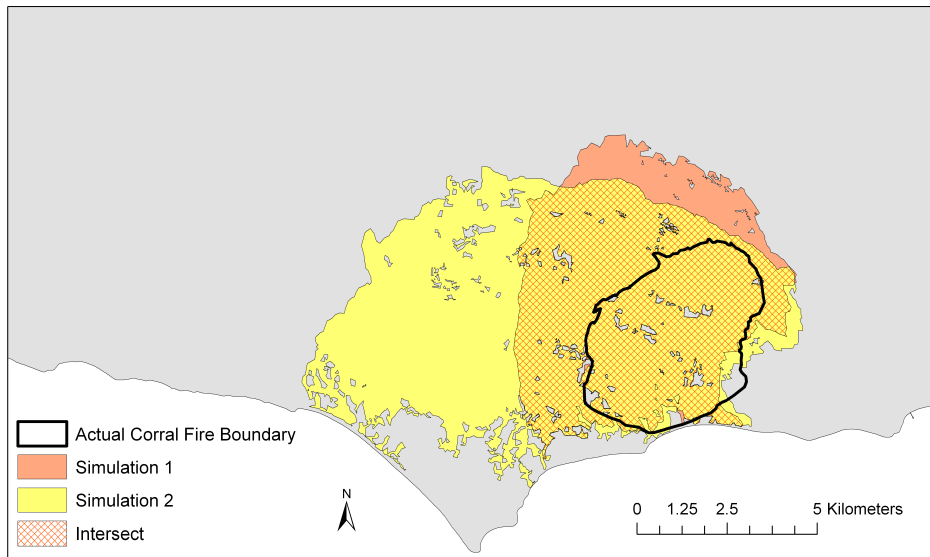 Actual Corral Fire Boundary
Simulation 1
Simulation 2
Intersect
N
0 1.25 2.5 5 Kilometers